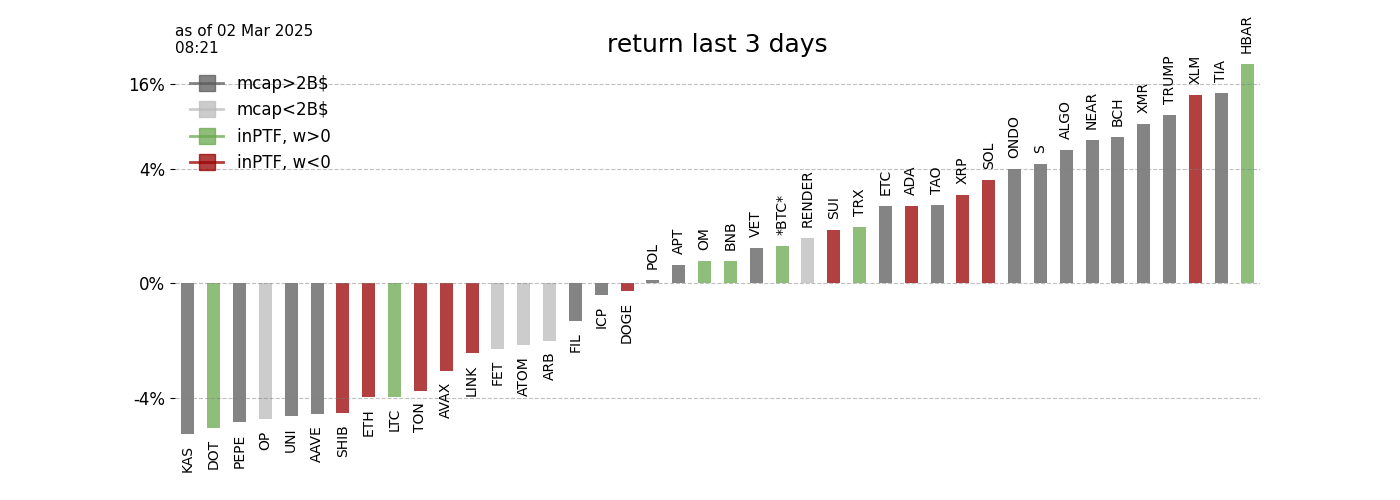 as of 02 Mar 2025
08:21
return last 3 days
mcap>2B$
mcap<2B$
inPTF, w>0
inPTF, w<0
16%
4%
0%
-4%
KAS
DOT
PEPE
OP
UNI
AAVE
SHIB
ETH
LTC
TON
AVAX
LINK
FET
ATOM
ARB
FIL
ICP
DOGE
POL
APT
OM
BNB
VET
*BTC*
RENDER
SUI
TRX
ETC
ADA
TAO
XRP
SOL
ONDO
S
ALGO
NEAR
BCH
XMR
TRUMP
XLM
TIA
HBAR